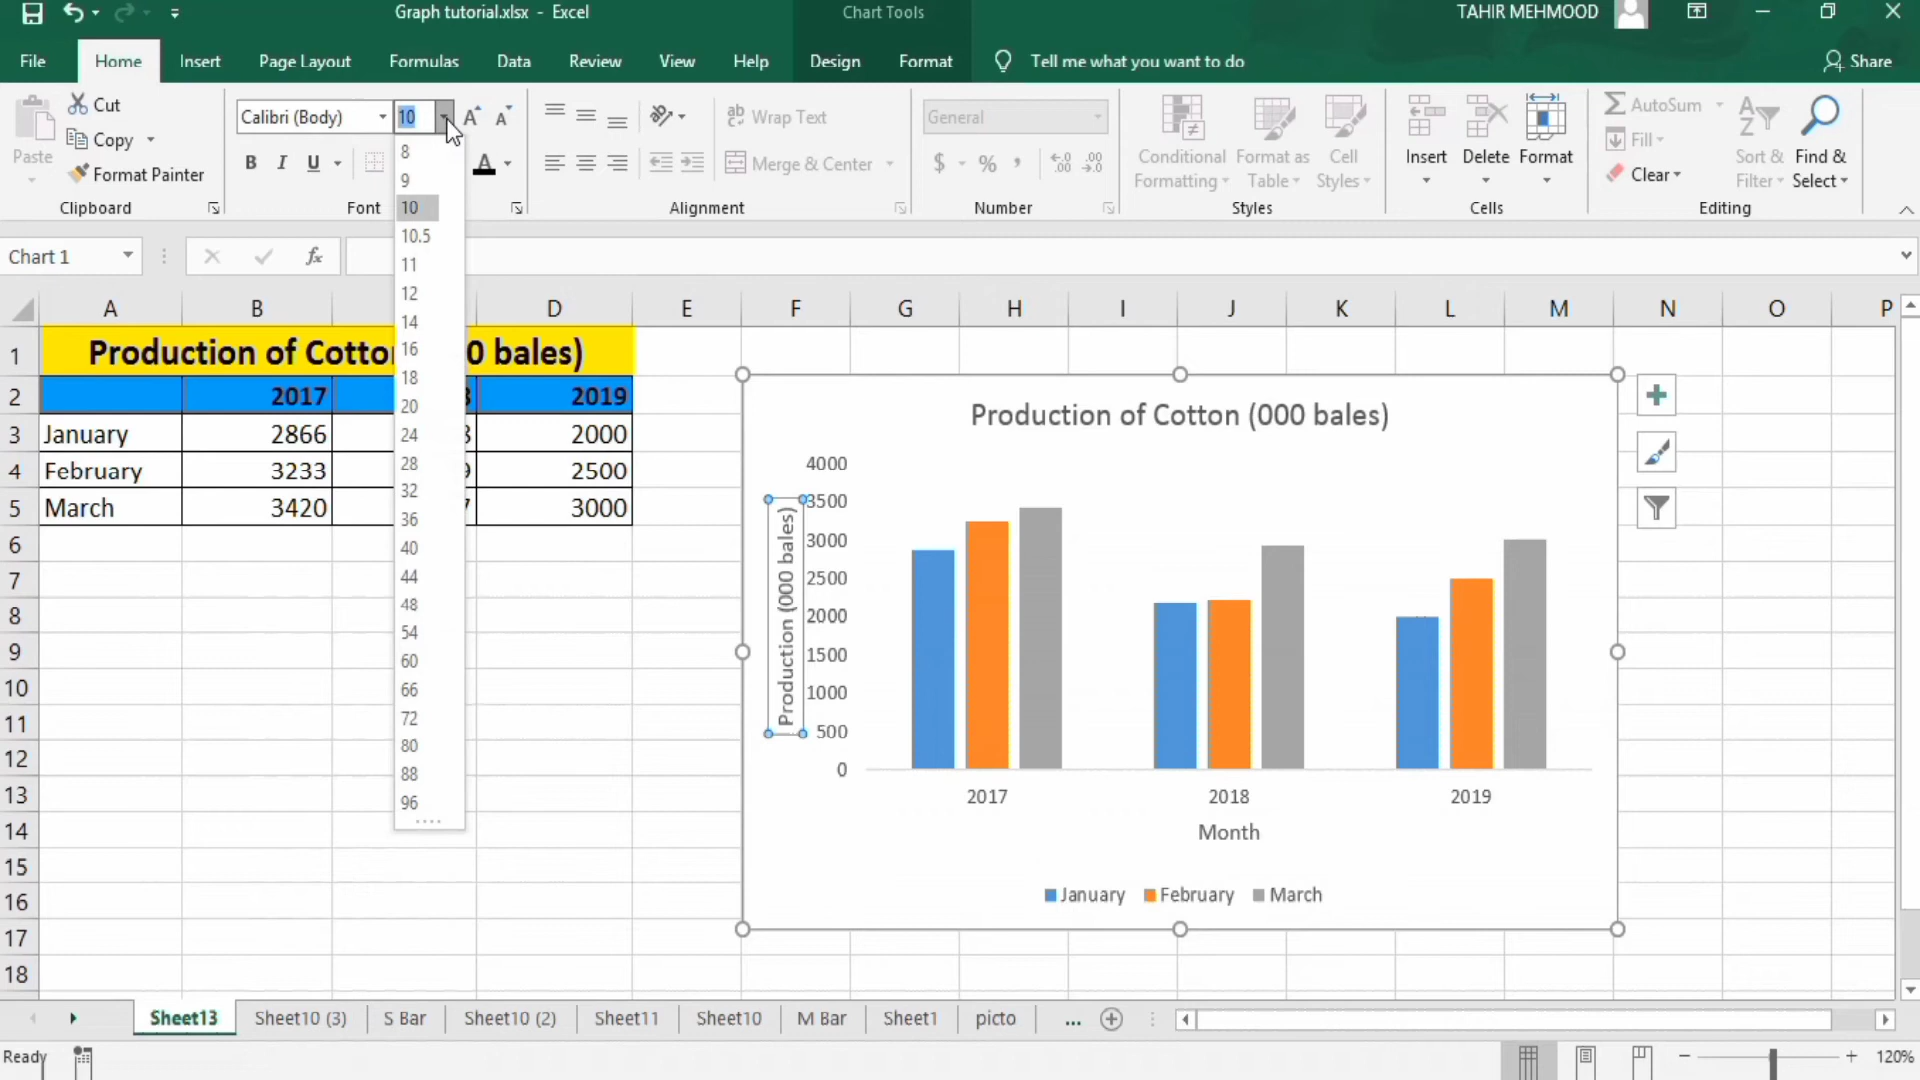 Graph tutorial.xlsx - Excel
Chart Tools
TAHIR MEHMOOD
File Home Insert Page Layout Formulas Data Review View Help Design Format Tell me what you want to do Share
Paste
Cut
Copy
Format Painter
Clipboard
Calibri (Body) 10
A A
B I U A
Font
ab Wrap Text
Merge & Center
Alignment
General
$ % ,
Number
Conditional Formatting
Format as Table
Cell Styles
Styles
Insert
Delete
Format
Cells
AutoSum
Fill
Clear
Sort & Filter
Find & Select
Editing
8
9
10
10.5
11
12
14
16
18
20
24
28
32
36
40
44
48
54
60
66
72
80
88
96
Chart 1
fx
A B D E F G H I J K L M N O P
1 Production of Cotto 0 bales)
2 2017 2019
3 January 2866 2000
4 February 3233 2500
5 March 3420 3000
6
7
8
9
10
11
12
13
14
15
16
17
18
Production of Cotton (000 bales)
Production (000 bales)
4000
3500
3000
2500
2000
1500
1000
500
0
2017 2018 2019
Month
January February March
Sheet13 Sheet10 (3) S Bar Sheet10 (2) Sheet11 Sheet10 M Bar Sheet1 picto ...
Ready
120%